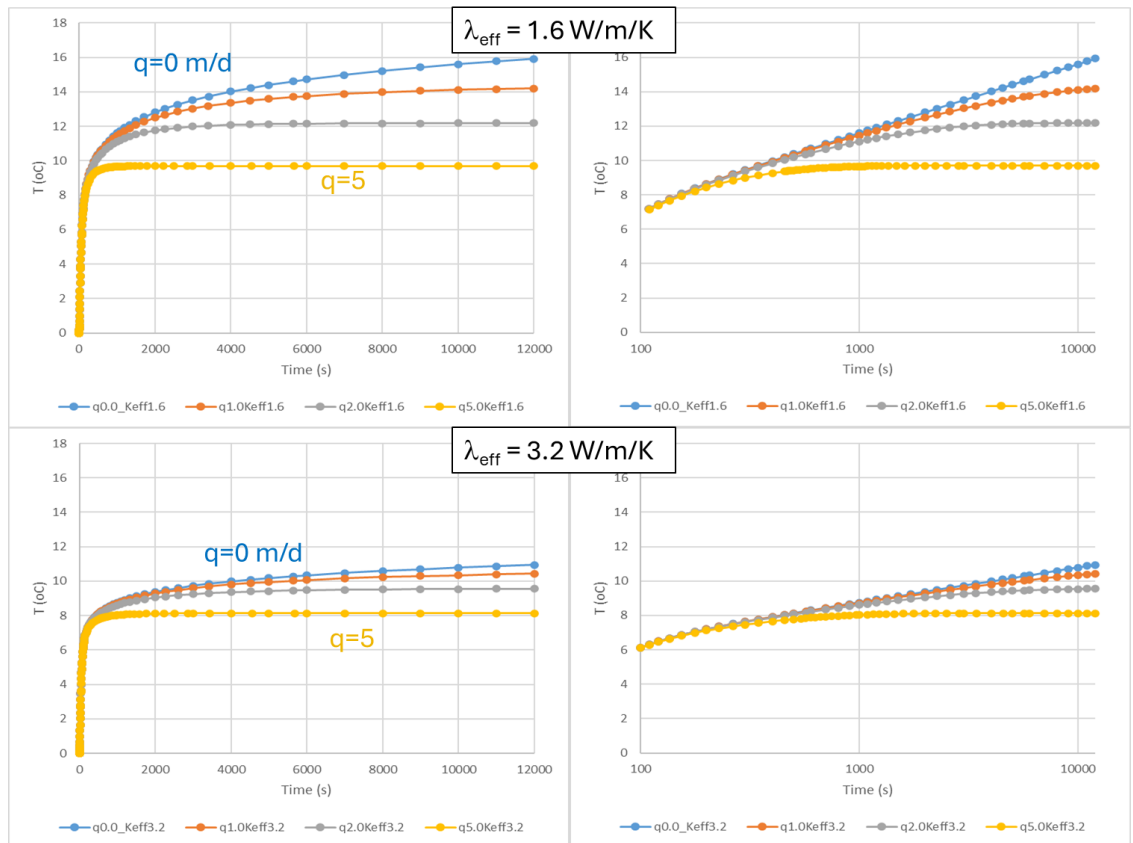 λeff = 1.6 W/m/K
18
16
14
12
10
8
6
4
2
0
T (oC)
q=0 m/d
q=5
0 2000 4000 6000 8000 10000 12000
Time (s)
q0.0_Keff1.6 q1.0Keff1.6 q2.0Keff1.6 q5.0Keff1.6
18
16
14
12
10
8
6
4
2
0
T (oC)
100 1000 10000
Time (s)
q0.0_Keff1.6 q1.0Keff1.6 q2.0Keff1.6 q5.0Keff1.6
λeff = 3.2 W/m/K
18
16
14
12
10
8
6
4
2
0
T (oC)
q=0 m/d
q=5
0 2000 4000 6000 8000 10000 12000
Time (s)
q0.0_Keff3.2 q1.0Keff3.2 q2.0Keff3.2 q5.0Keff3.2
18
16
14
12
10
8
6
4
2
0
T (oC)
100 1000 10000
Time (s)
q0.0_Keff3.2 q1.0Keff3.2 q2.0Keff3.2 q5.0Keff3.2